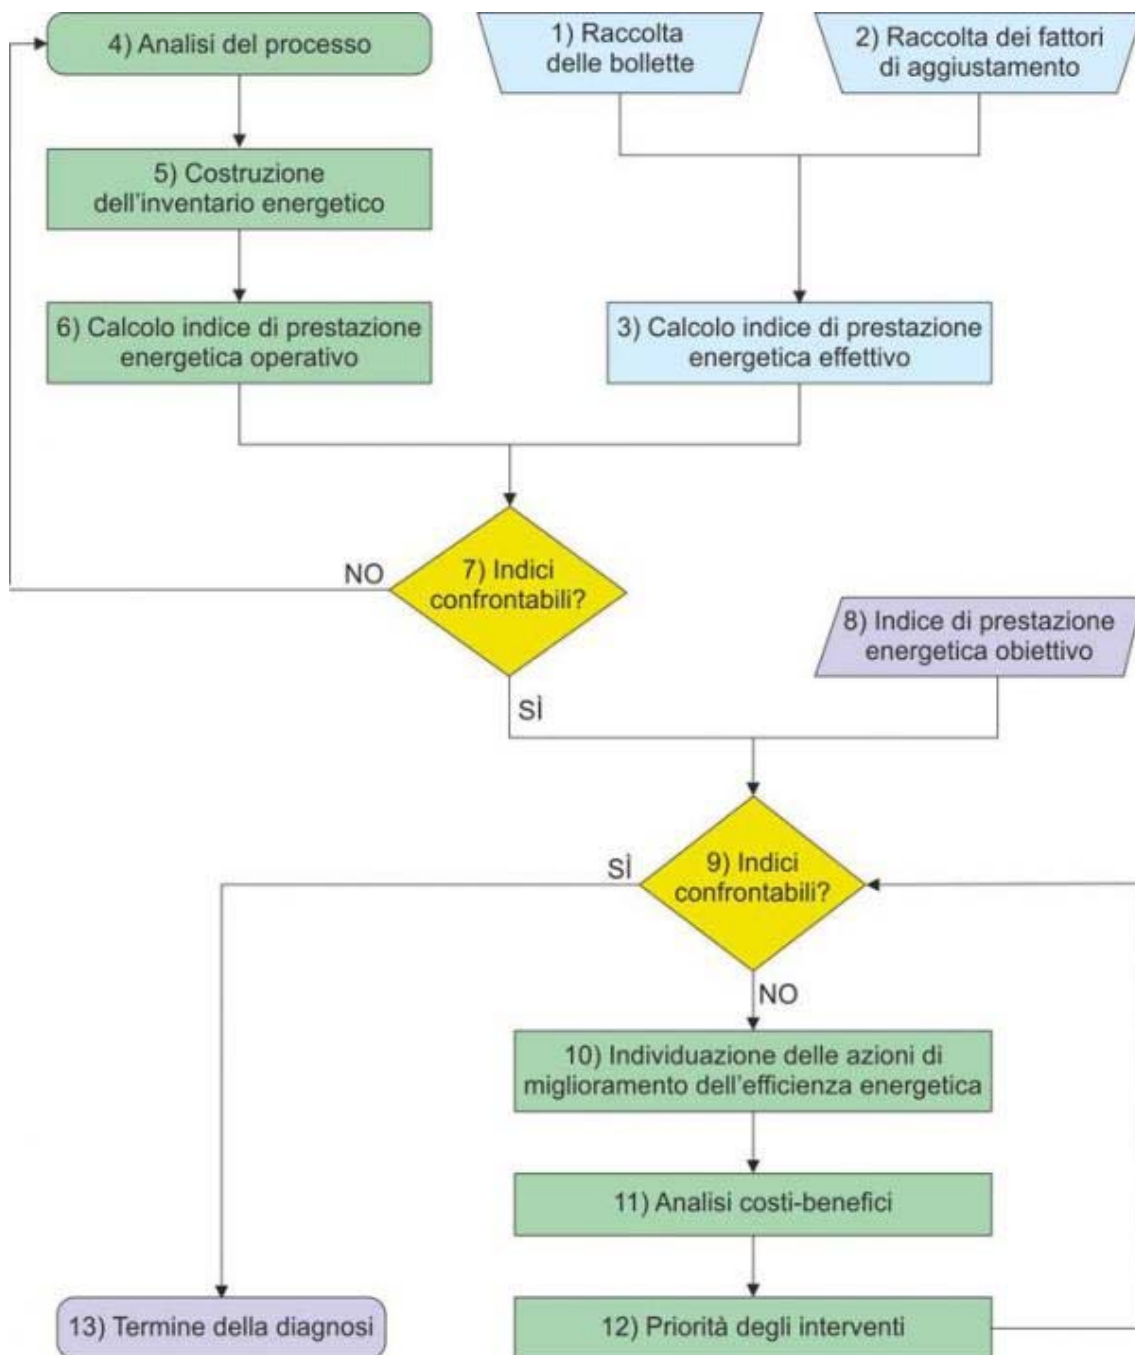 4) Analisi del processo
1) Raccolta
delle bollette
2) Raccolta dei fattori
di aggiustamento
5) Costruzione
dell'inventario energetico
6) Calcolo indice di prestazione
energetica operativo
3) Calcolo indice di prestazione
energetica effettivo
7) Indici
confrontabili?
NO
SÌ
8) Indice di prestazione
energetica obiettivo
9) Indici
confrontabili?
SÌ
NO
10) Individuazione delle azioni di
miglioramento dell'efficienza energetica
11) Analisi costi-benefici
12) Priorità degli interventi
13) Termine della diagnosi